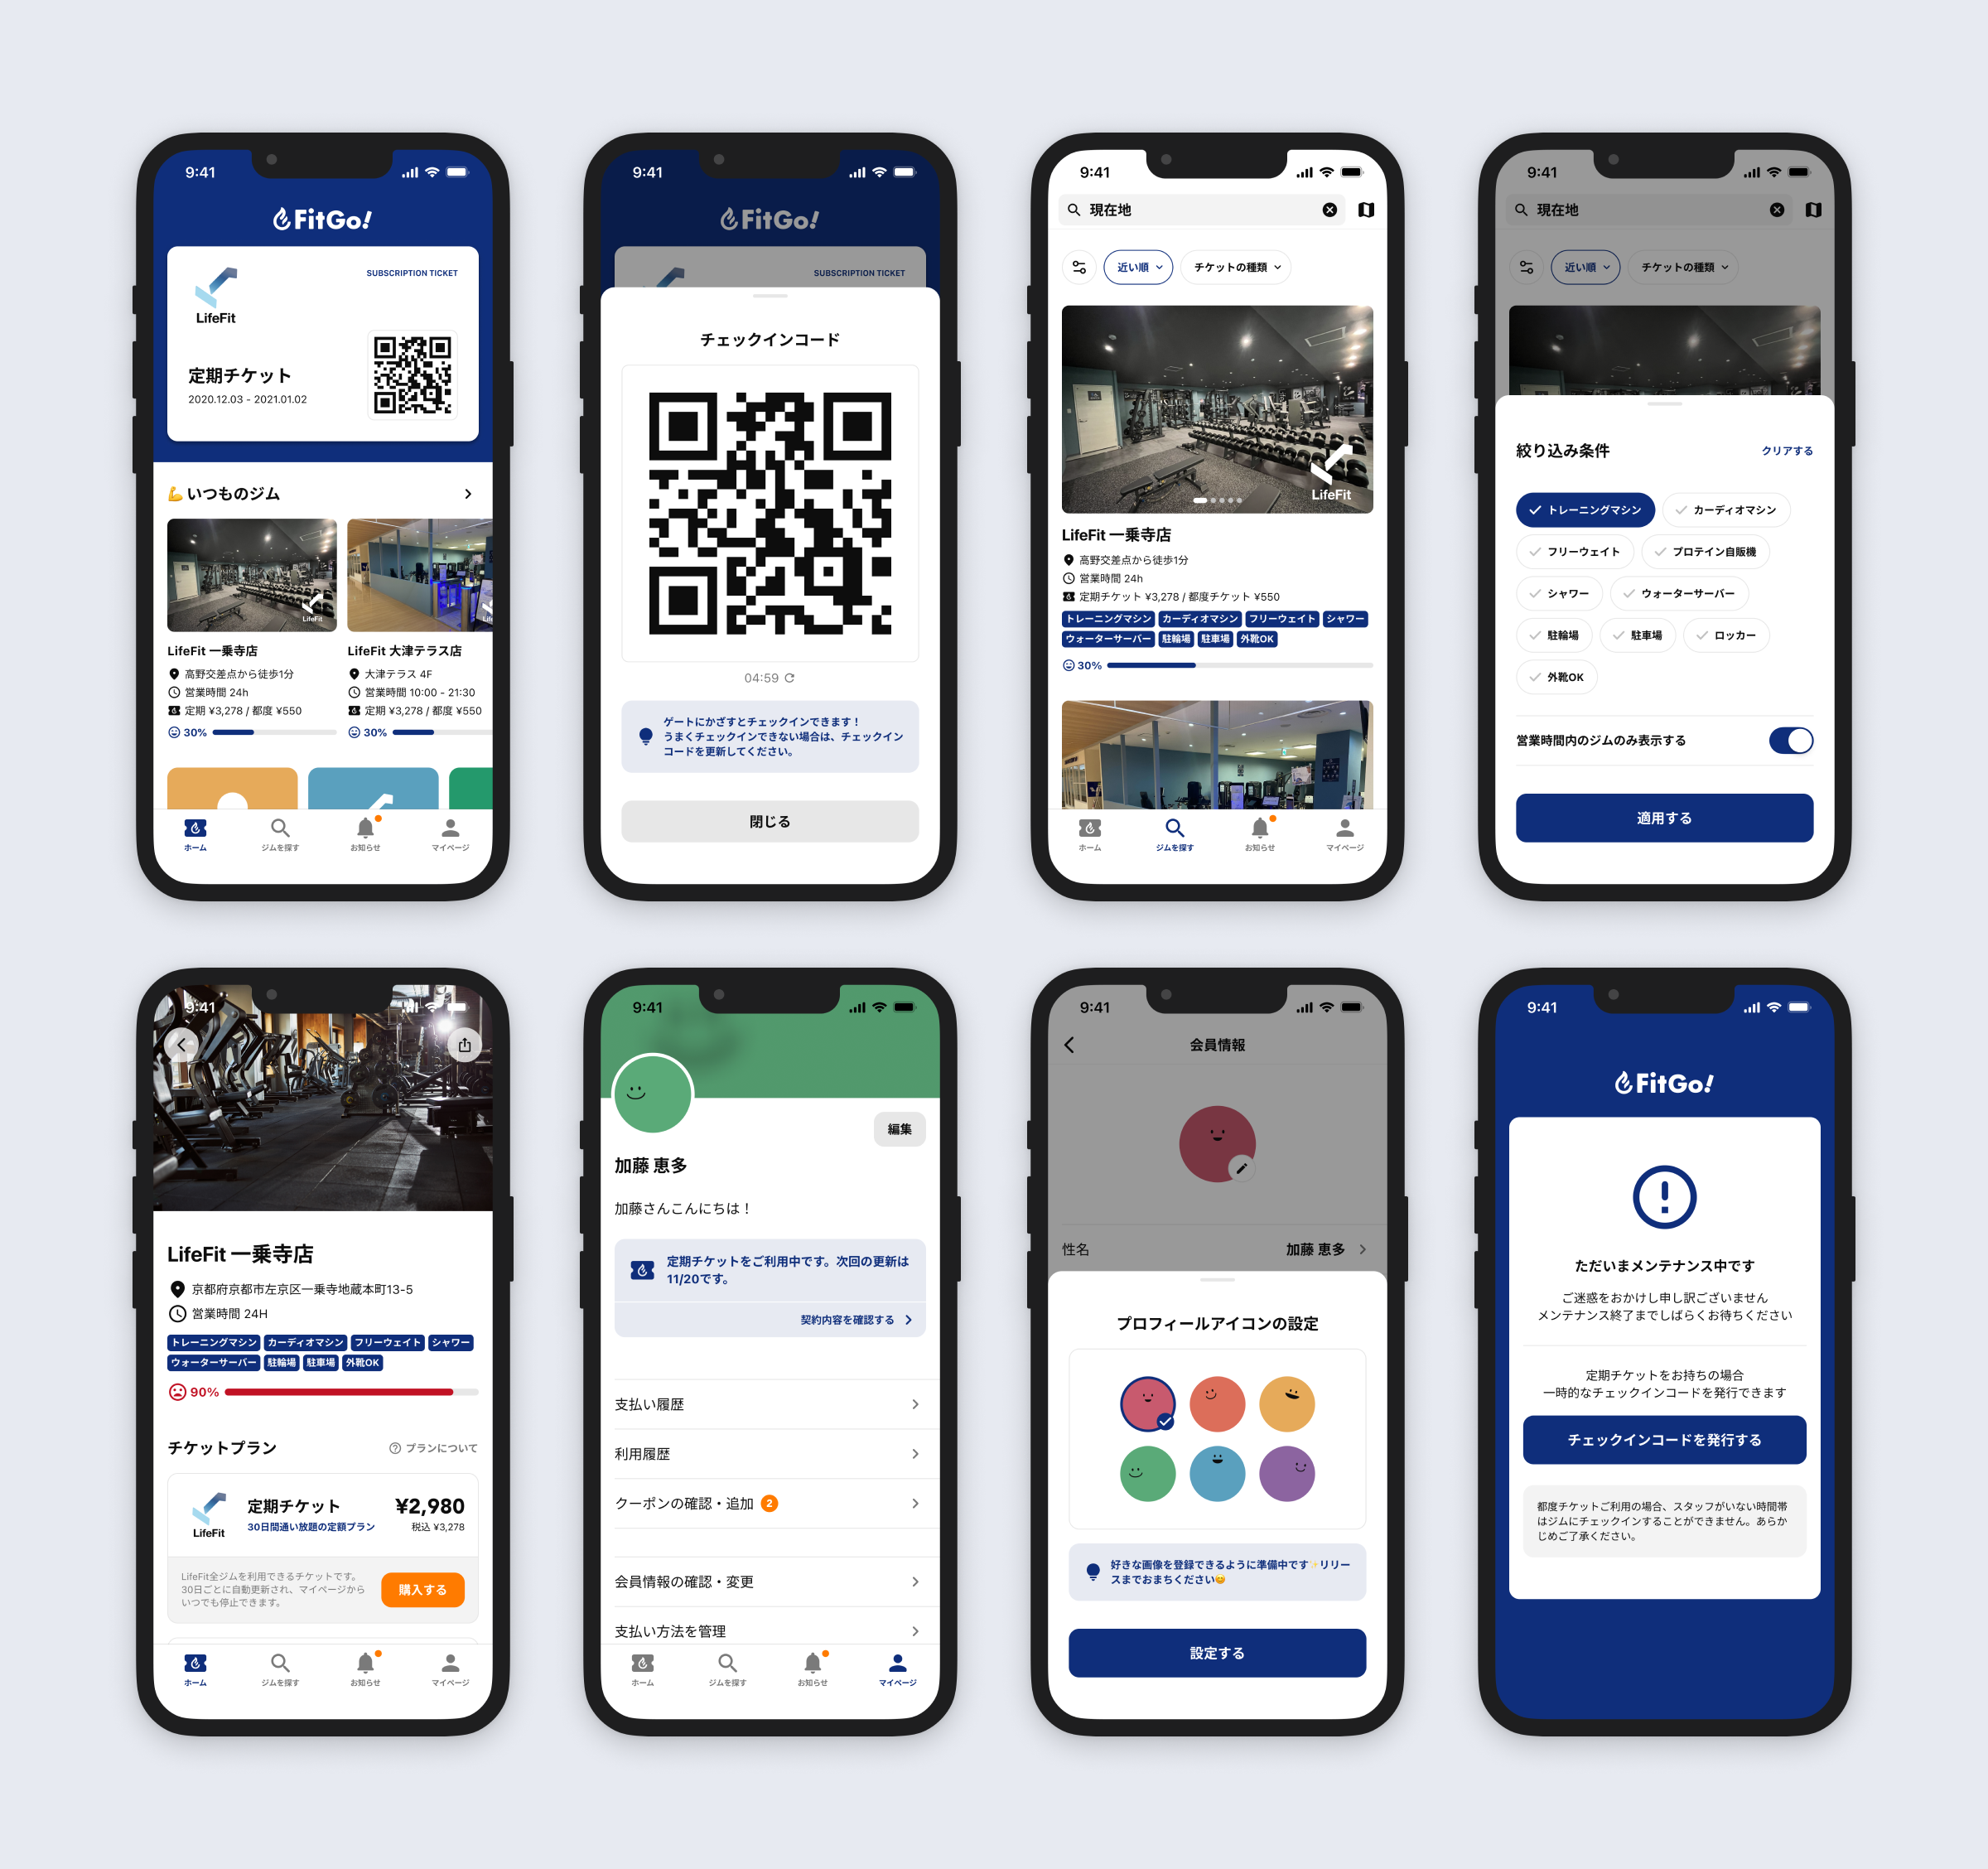 9:41
FitGo!
SUBSCRIPTION TICKET
LifeFit
定期チケット
2020.12.03 - 2021.01.02
💪いつものジム
LifeFit
LifeFit 一乗寺店
高野交差点から徒歩1分
営業時間 24h
定期 ¥3,278 / 都度 ¥550
30%
LifeFit 大津テラス店
大津テラス 4F
営業時間 10:00 - 21:30
定期 ¥3,278 / 都度 ¥550
30%
ホーム
ジムを探す
お知らせ
マイページ
9:41
FitGo!
SUBSCRIPTION TICKET
チェックインコード
04:59
ゲートにかざすとチェックインできます！
うまくチェックインできない場合は、チェックイン
コードを更新してください。
閉じる
9:41
現在地
近い順
チケットの種類
LifeFit
LifeFit 一乗寺店
高野交差点から徒歩1分
営業時間 24h
定期チケット ¥3,278 / 都度チケット ¥550
トレーニングマシン カーディオマシン フリーウェイト シャワー
ウォーターサーバー 駐輪場 駐車場 外靴OK
30%
ホーム
ジムを探す
お知らせ
マイページ
9:41
現在地
近い順
チケットの種類
絞り込み条件
クリアする
トレーニングマシン カーディオマシン
フリーウェイト プロテイン自販機
シャワー ウォーターサーバー
駐輪場 駐車場 ロッカー
外靴OK
営業時間内のジムのみ表示する
適用する
9:41
LifeFit 一乗寺店
京都府京都市左京区一乗寺地蔵本町13-5
営業時間 24H
トレーニングマシン カーディオマシン フリーウェイト シャワー
ウォーターサーバー 駐輪場 駐車場 外靴OK
90%
チケットプラン
プランについて
LifeFit
定期チケット
30日間通い放題の定額プラン
¥2,980
税込 ¥3,278
LifeFit全ジムを利用できるチケットです。
30日ごとに自動更新され、マイページから
いつでも停止できます。
購入する
ホーム
ジムを探す
お知らせ
マイページ
9:41
編集
加藤 恵多
加藤さんこんにちは！
定期チケットをご利用中です。次回の更新は
11/20です。
契約内容を確認する
支払い履歴
利用履歴
クーポンの確認・追加 2
会員情報の確認・変更
支払い方法を管理
ホーム
ジムを探す
お知らせ
マイページ
9:41
会員情報
性名
加藤 恵多
プロフィールアイコンの設定
好きな画像を登録できるように準備中です✨リリー
スまでおまちください😊
設定する
9:41
FitGo!
ただいまメンテナンス中です
ご迷惑をおかけし申し訳ございません
メンテナンス終了までしばらくお待ちください
定期チケットをお持ちの場合
一時的なチェックインコードを発行できます
チェックインコードを発行する
都度チケットご利用の場合、スタッフがいない時間帯
はジムにチェックインすることができません。あらか
じめご了承ください。